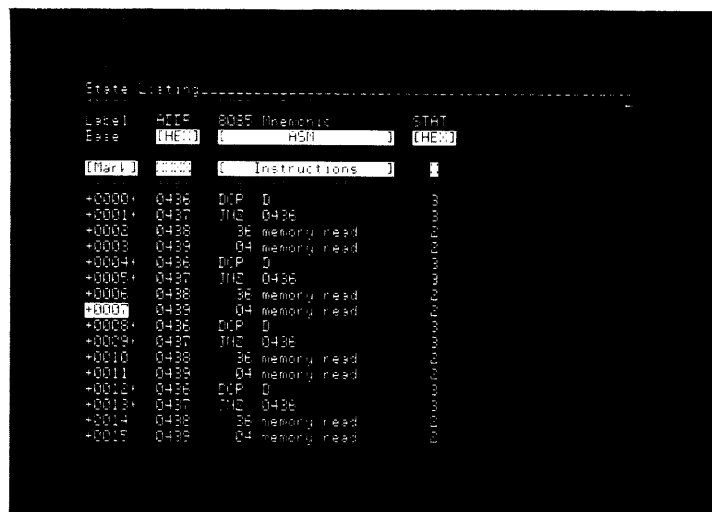 State Listing
Label ADDR 8085 Mnemonic STAT
Base [HEX] [ ASM ] [HEX]
[Mark] [ Instructions ]
+0000+ 0436 DCR D 3
+0001+ 0437 JNZ 0436 3
+0002 0438 36 memory read 2
+0003 0439 04 memory read 2
+0004+ 0436 DCR D 3
+0005+ 0437 JNZ 0436 3
+0006 0438 36 memory read 2
+0007 0439 04 memory read 2
+0008+ 0436 DCR D 3
+0009+ 0437 JNZ 0436 3
+0010 0438 36 memory read 2
+0011 0439 04 memory read 2
+0012+ 0436 DCR D 3
+0013+ 0437 JNZ 0436 3
+0014 0438 36 memory read 2
+0015 0439 04 memory read 2